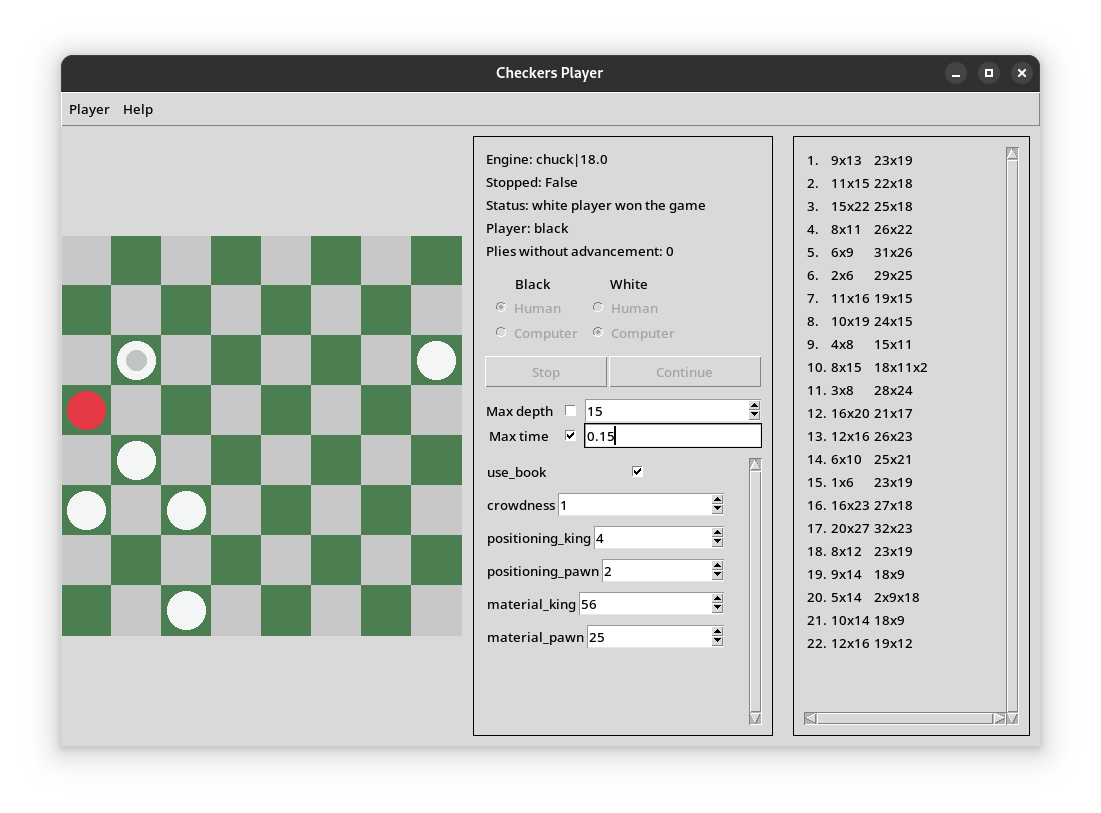 Checkers Player
Player Help
Engine: chuck|18.0
Stopped: False
Status: white player won the game
Player: black
Plies without advancement: 0
Black White
Human Human
Computer Computer
Stop Continue
Max depth 15
Max time 0.15
use_book
crowdness 1
positioning_king 4
positioning_pawn 2
material_king 56
material_pawn 25
1. 9x13 23x19
2. 11x15 22x18
3. 15x22 25x18
4. 8x11 26x22
5. 6x9 31x26
6. 2x6 29x25
7. 11x16 19x15
8. 10x19 24x15
9. 4x8 15x11
10. 8x15 18x11x2
11. 3x8 28x24
12. 16x20 21x17
13. 12x16 26x23
14. 6x10 25x21
15. 1x6 23x19
16. 16x23 27x18
17. 20x27 32x23
18. 8x12 23x19
19. 9x14 18x9
20. 5x14 2x9x18
21. 10x14 18x9
22. 12x16 19x12